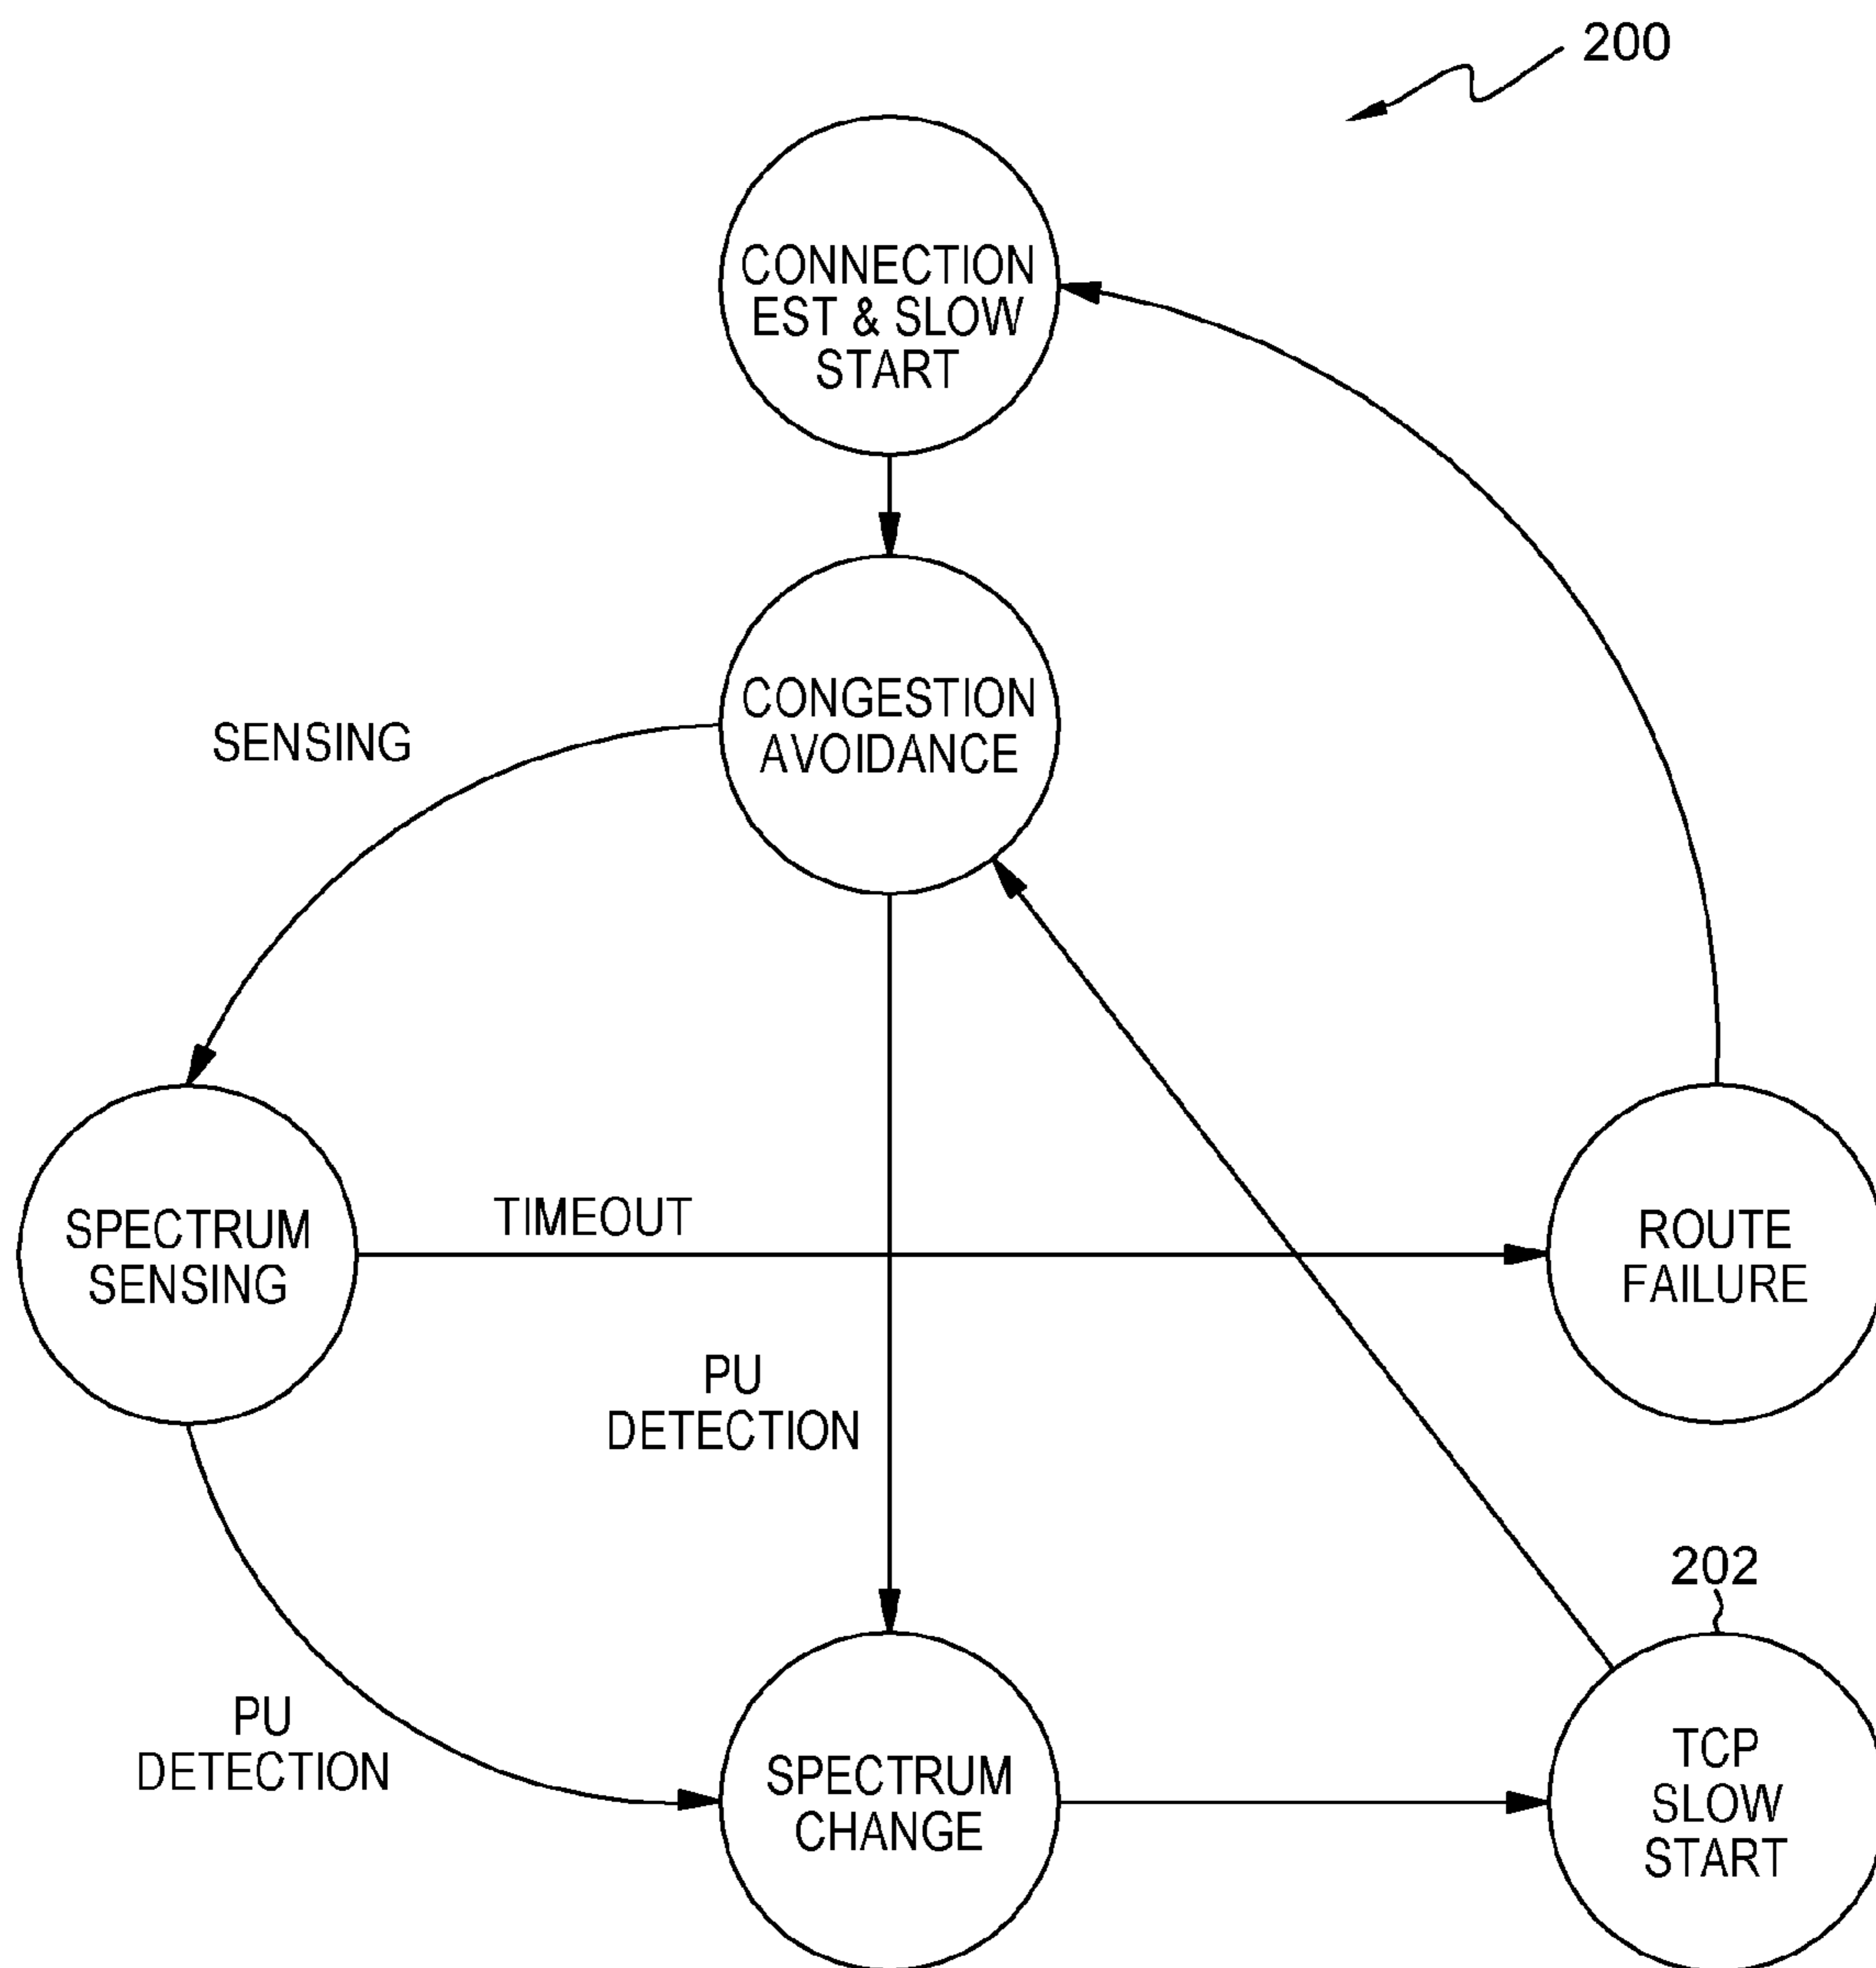 200
CONNECTION
EST & SLOW
START
CONGESTION
AVOIDANCE
SENSING
SPECTRUM
SENSING
TIMEOUT
ROUTE
FAILURE
PU
DETECTION
202
PU
DETECTION
SPECTRUM
CHANGE
TCP
SLOW
START